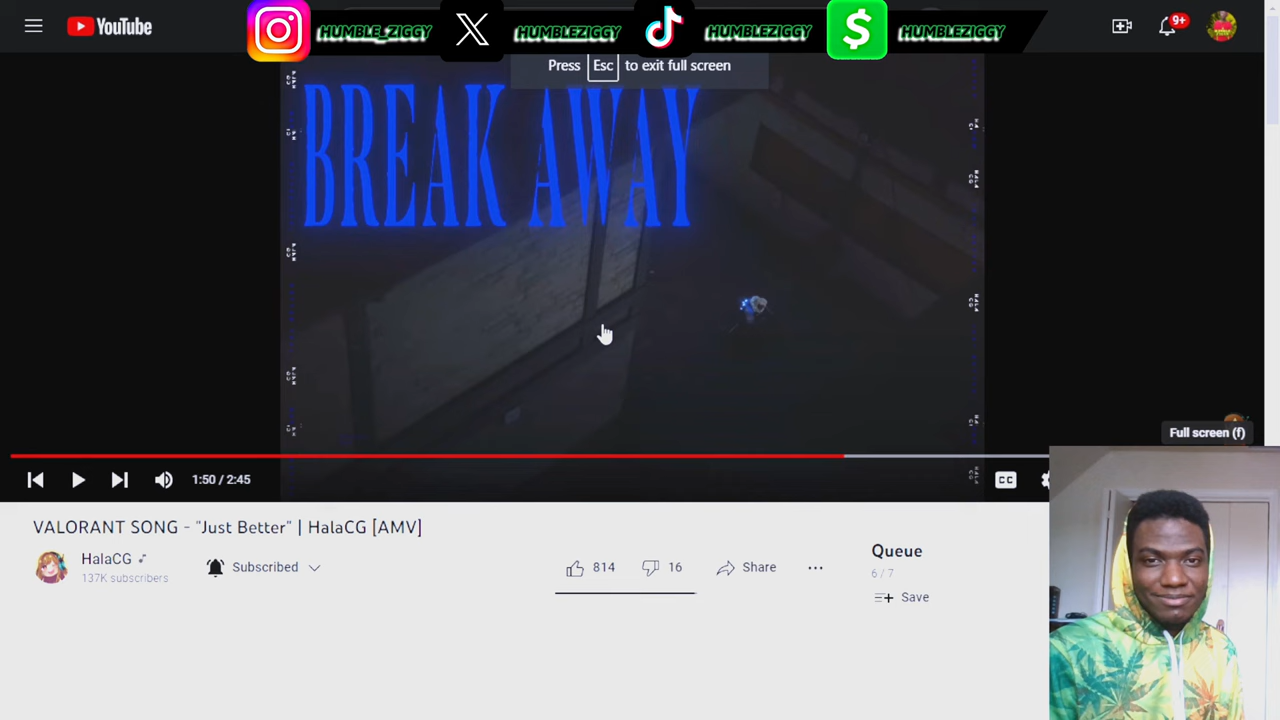 YouTube
HUMBLE_ZIGGY
HUMBLEZIGGY
HUMBLEZIGGY
HUMBLEZIGGY
9+
Press Esc to exit full screen
BREAK AWAY
Full screen (f)
1:50 / 2:45
CC
VALORANT SONG - "Just Better" | HalaCG [AMV]
HalaCG
137K subscribers
Subscribed
814
16
Share
Queue
6 / 7
Save